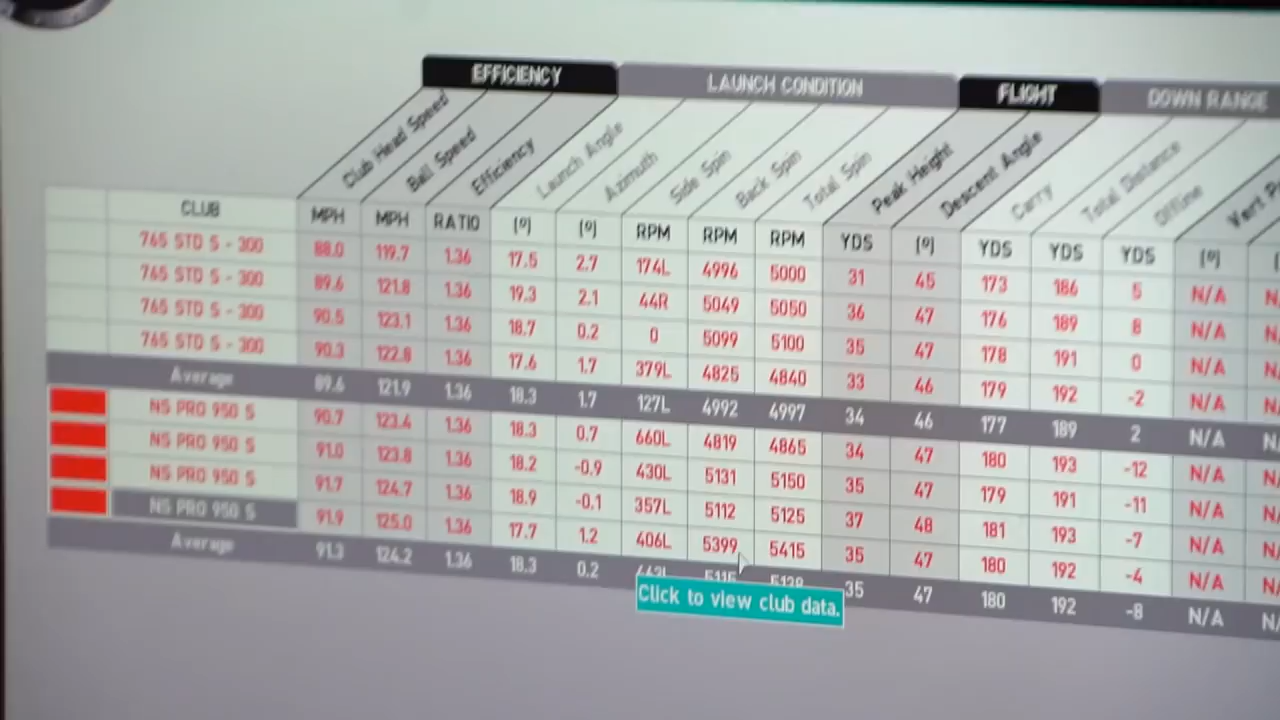 EFFICIENCY LAUNCH CONDITION FLIGHT DOWN RANGE
Club Head Speed Ball Speed Efficiency Launch Angle Azimuth Side Spin Back Spin Total Spin Peak Height Descent Angle Carry Total Distance Offline Vert
CLUB MPH MPH RATIO (º) (º) RPM RPM RPM YDS (º) YDS YDS YDS (º)
765 STD S - 300 88.0 119.7 1.36 17.5 2.7 174L 4996 5000 31 45 173 186 5 N/A
765 STD S - 300 89.6 121.8 1.36 19.3 2.1 44R 5049 5050 36 47 176 189 8 N/A
765 STD S - 300 90.5 123.1 1.36 18.7 0.2 0 5099 5100 35 47 178 191 0 N/A
765 STD S - 300 90.3 122.8 1.36 17.6 1.7 379L 4825 4840 33 46 179 192 -2 N/A
Average 89.6 121.9 1.36 18.3 1.7 127L 4992 4997 34 46 177 189 2 N/A
NS PRO 950 S 90.7 123.4 1.36 18.3 0.7 660L 4819 4865 34 47 180 193 -12 N/A
NS PRO 950 S 91.0 123.8 1.36 18.2 -0.9 430L 5131 5150 35 47 179 191 -11 N/A
NS PRO 950 S 91.7 124.7 1.36 18.9 -0.1 357L 5112 5125 37 48 181 193 -7 N/A
NS PRO 950 S 91.9 125.0 1.36 17.7 1.2 406L 5399 5415 35 47 180 192 -4 N/A
Average 91.3 124.2 1.36 18.3 0.2 35 47 180 192 -8 N/A
Click to view club data.